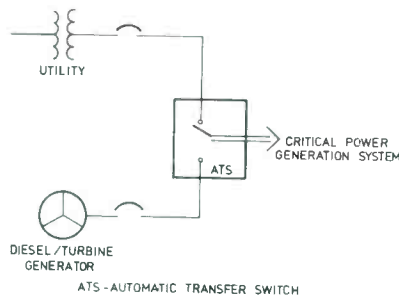 UTILITY
CRITICAL POWER
GENERATION SYSTEM
ATS
DIESEL/TURBINE
GENERATOR
ATS-AUTOMATIC TRANSFER SWITCH